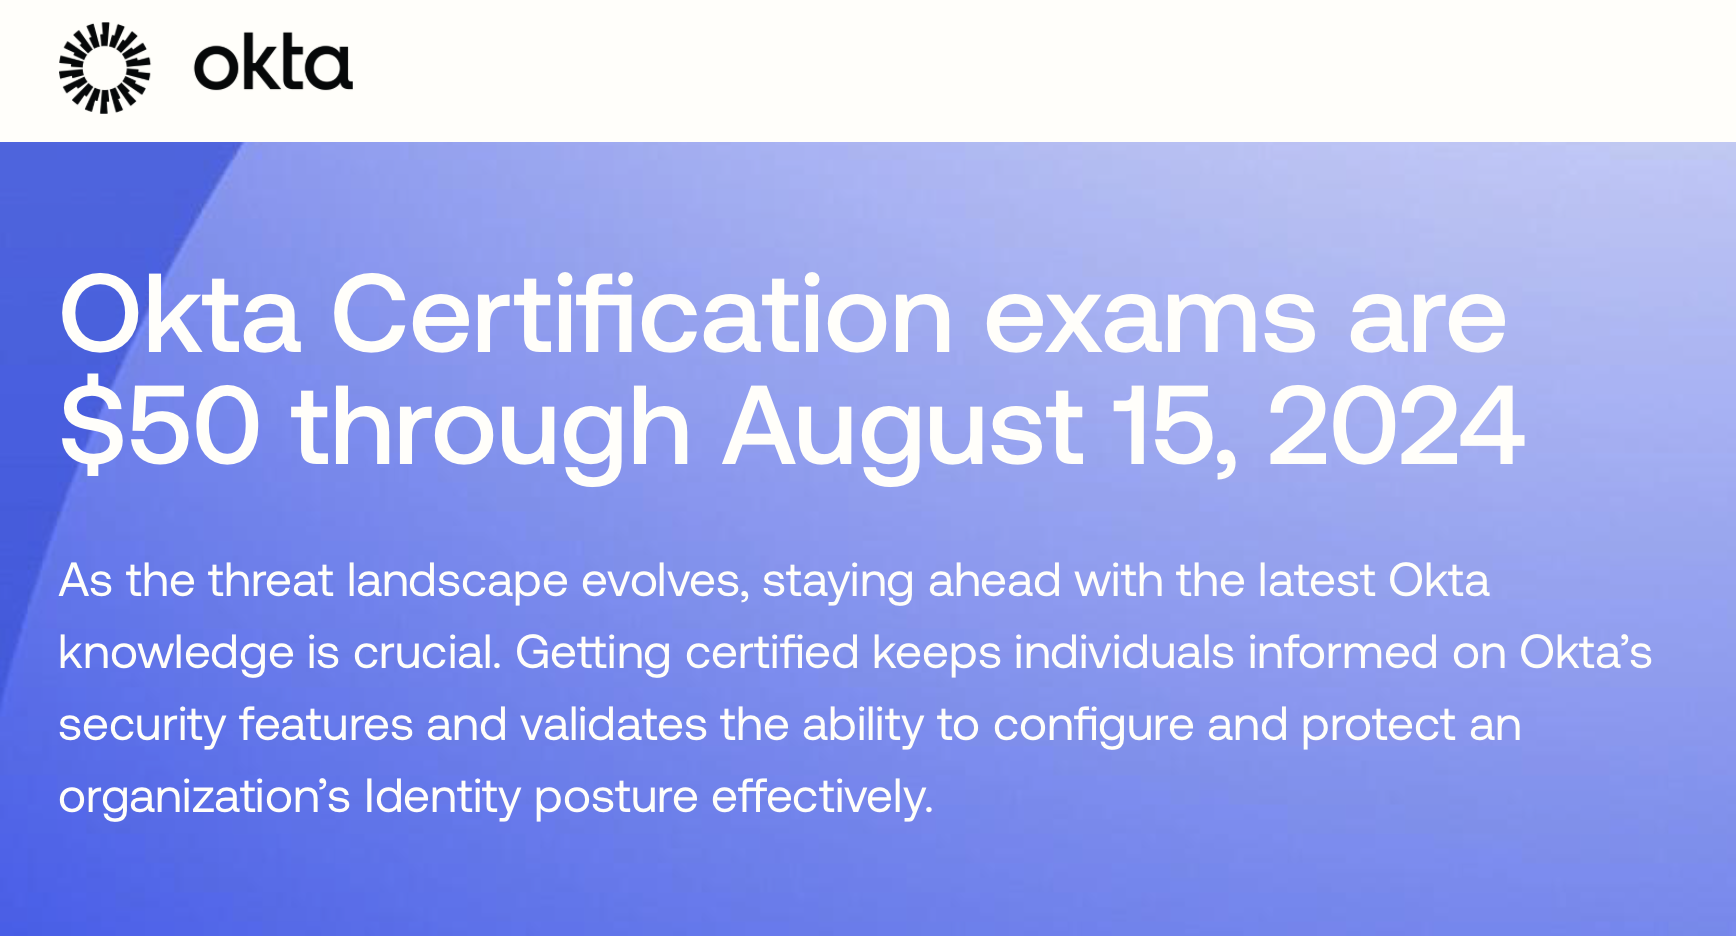 okta
Okta Certification exams are
$50 through August 15, 2024
As the threat landscape evolves, staying ahead with the latest Okta
knowledge is crucial. Getting certified keeps individuals informed on Okta’s
security features and validates the ability to configure and protect an
organization’s Identity posture effectively.